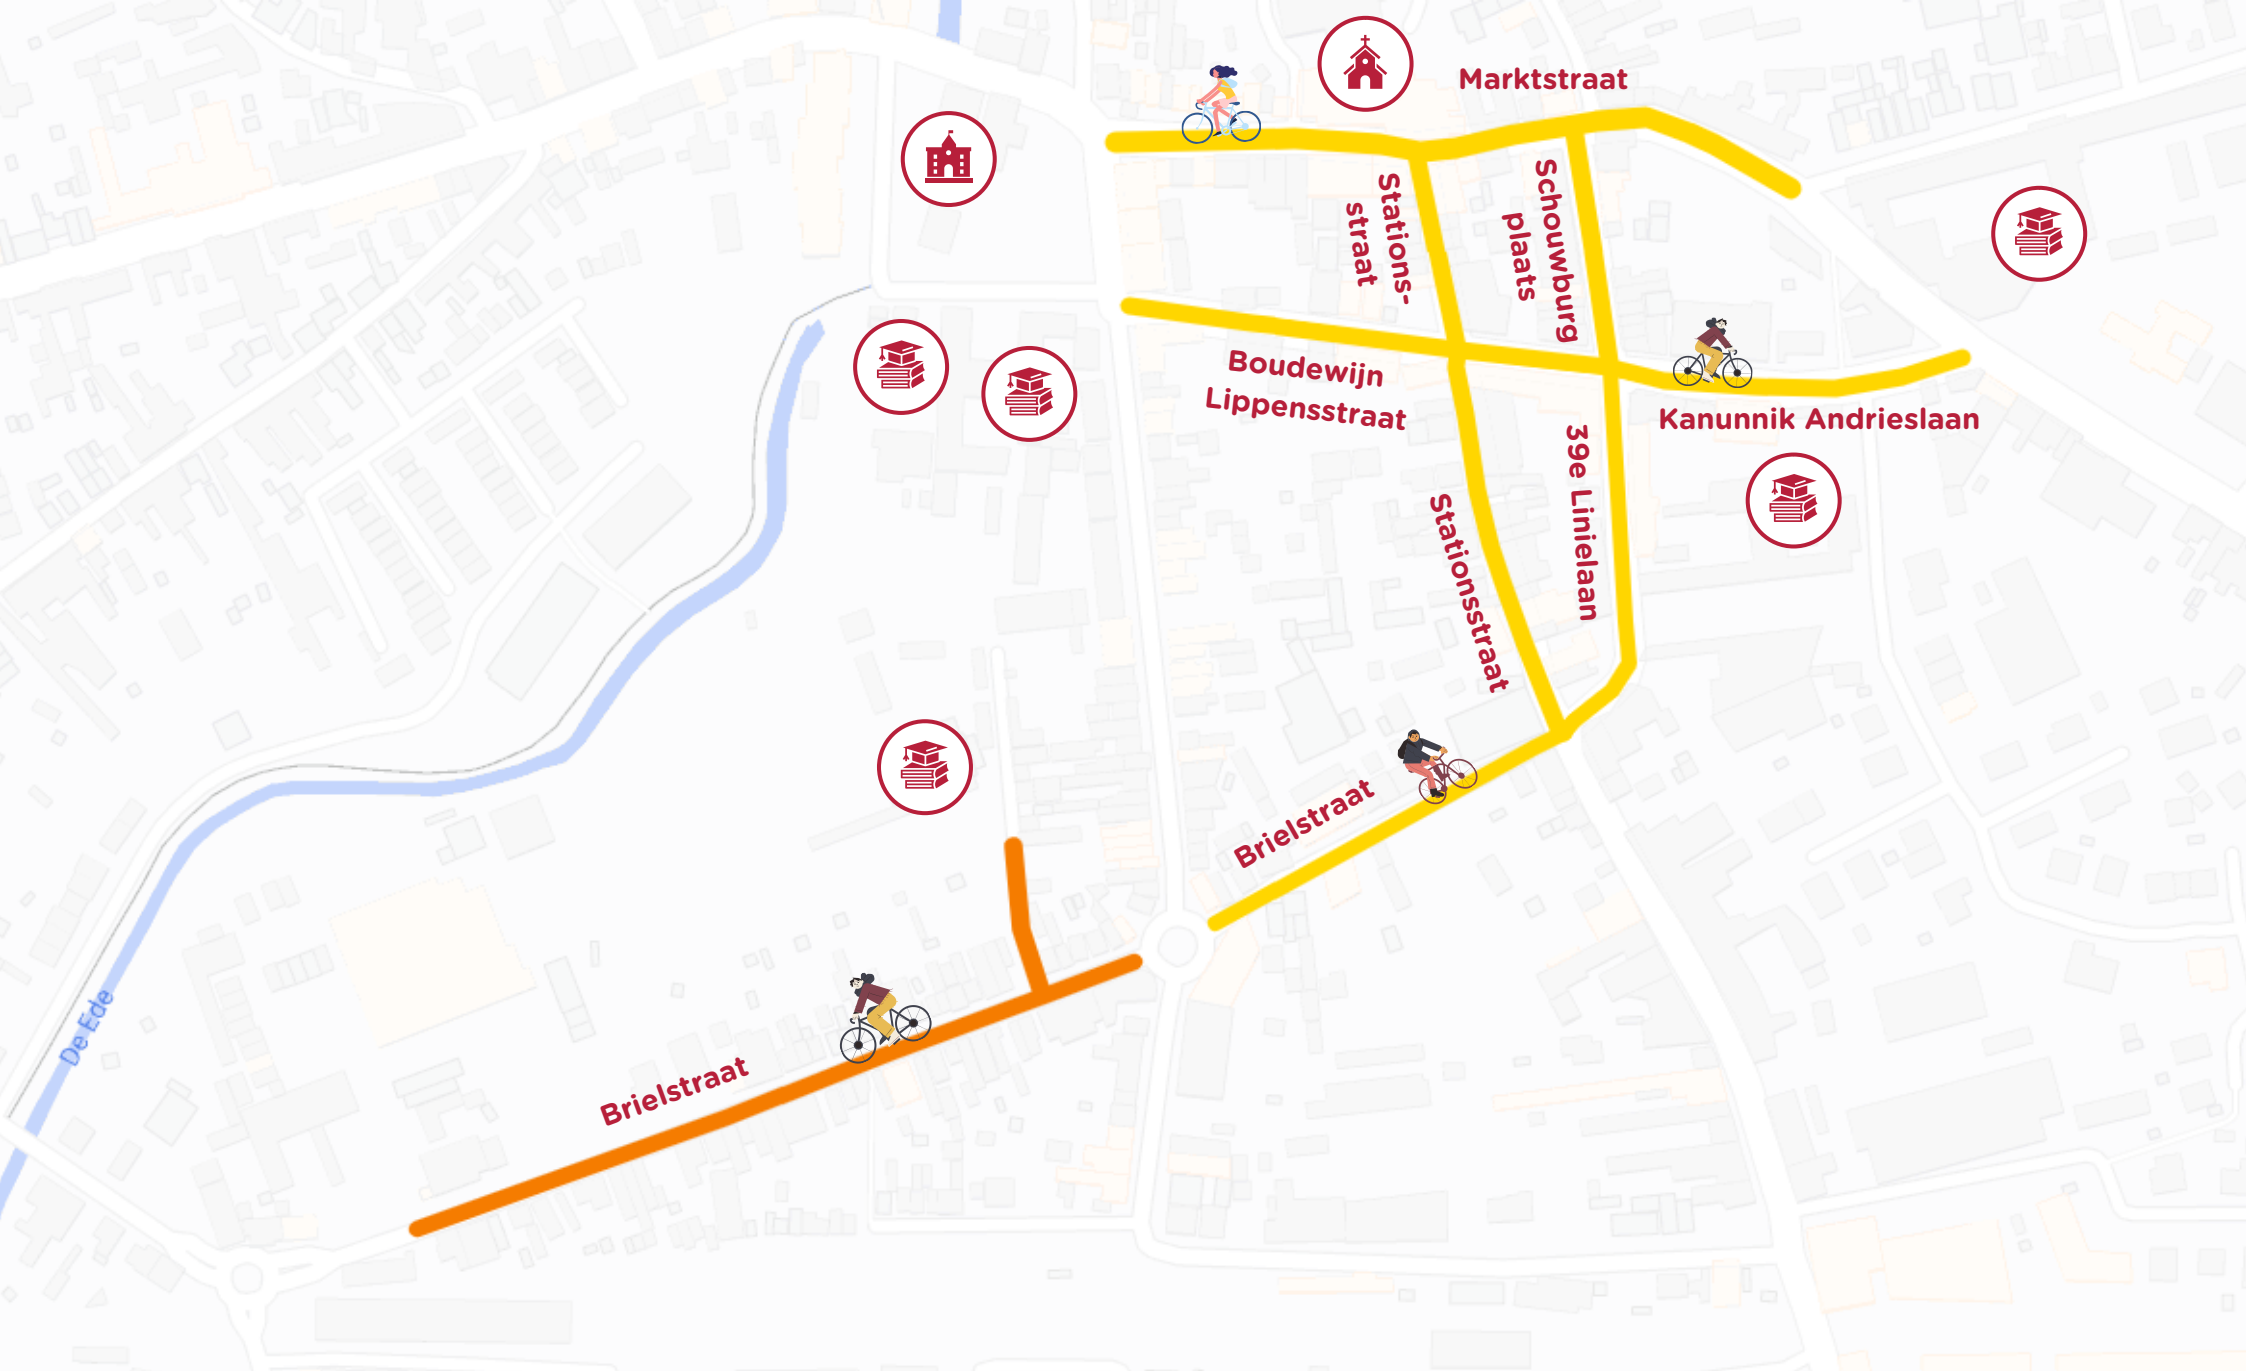 Marktstraat
Stations-
straat
Schouwburg
plaats
Boudewijn
Lippensstraat
Kanunnik Andrieslaan
39e Linielaan
Stationsstraat
Brielstraat
De Ede
Brielstraat